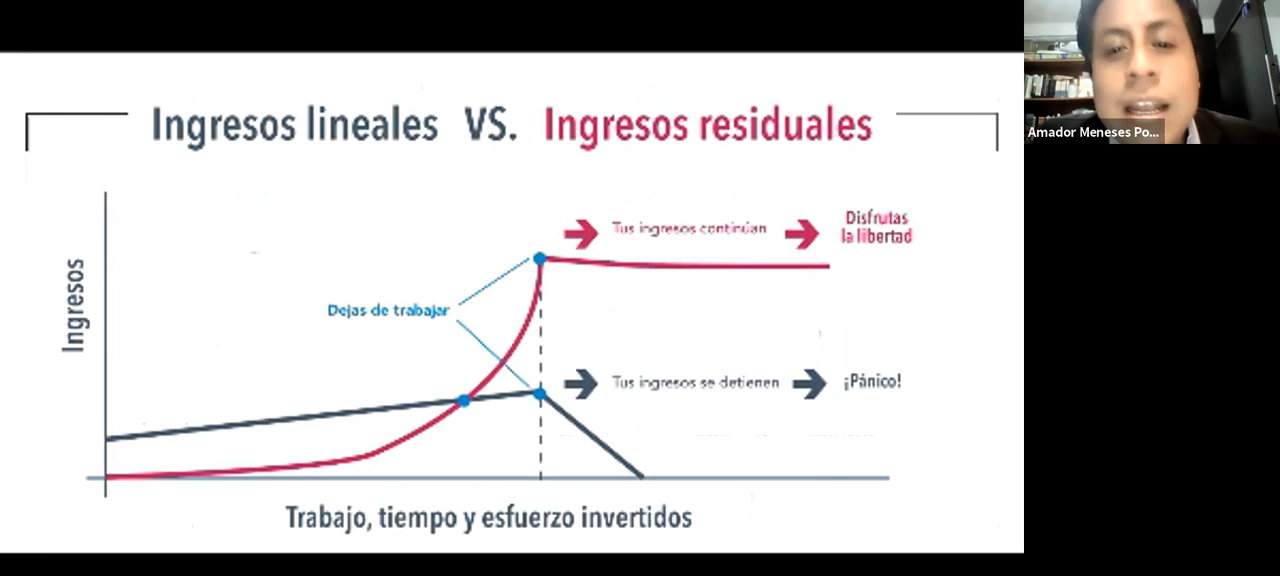 Ingresos lineales VS. Ingresos residuales
Amador Meneses Po...
Tus ingresos continúan
Disfrutas
la libertad
Ingresos
Dejas de trabajar
Tus ingresos se detienen
¡Pánico!
Trabajo, tiempo y esfuerzo invertidos